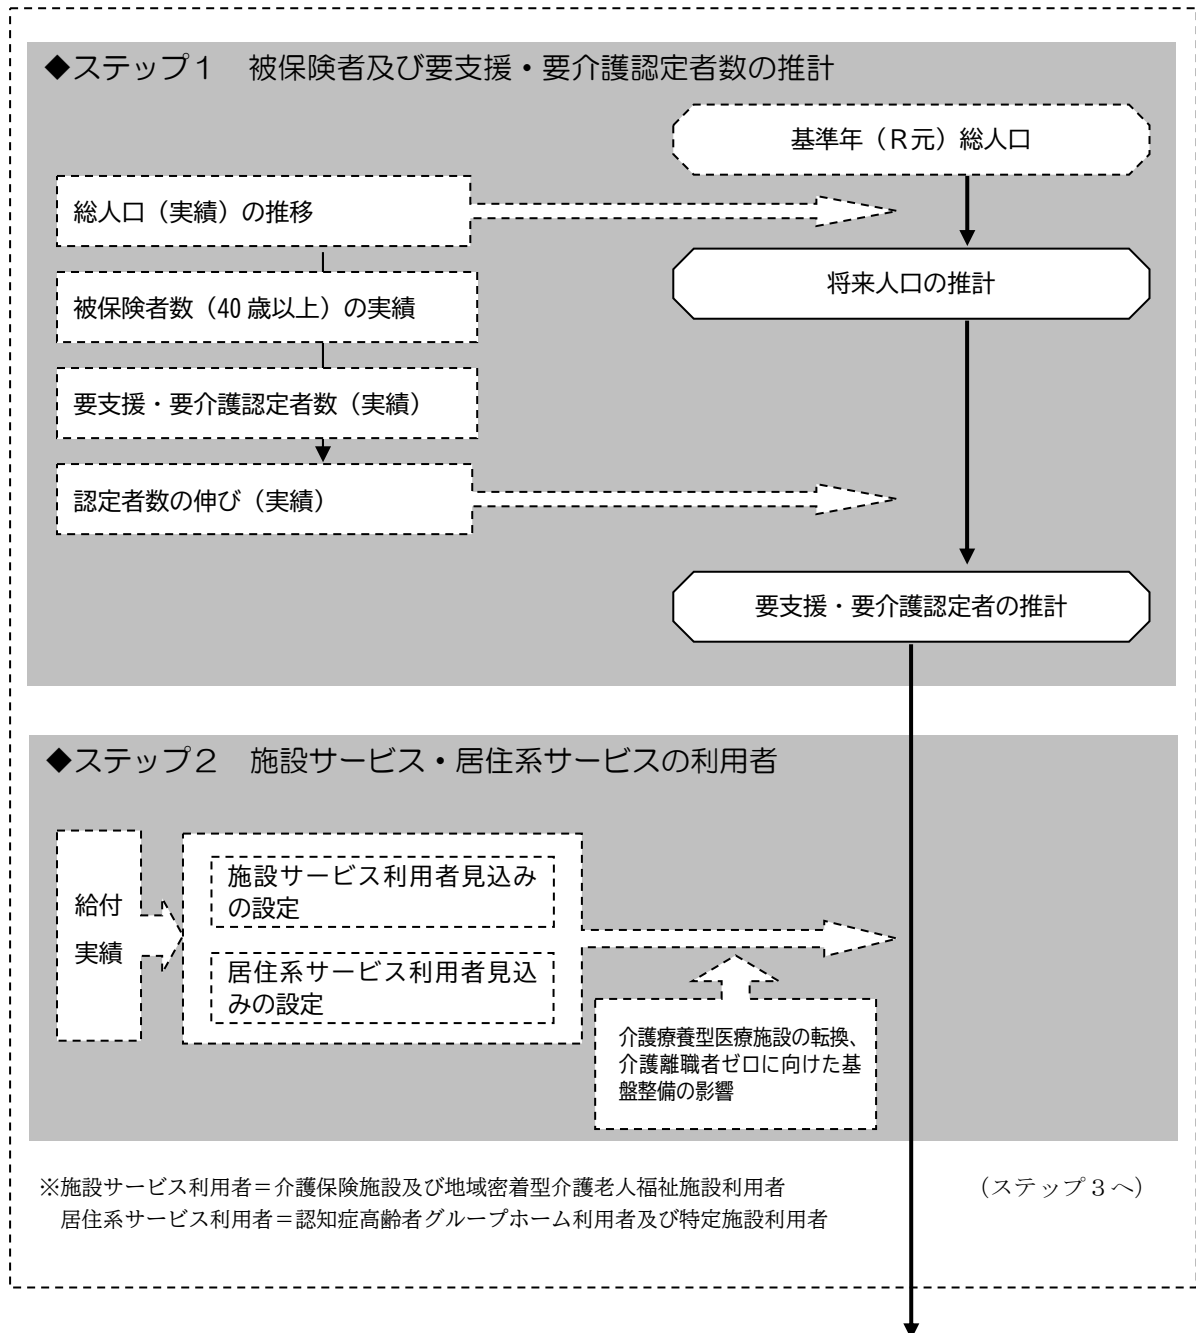 ◆ステップ１　被保険者及び要支援・要介護認定者数の推計
基準年（Ｒ元）総人口
総人口（実績）の推移
将来人口の推計
被保険者数（40 歳以上）の実績
要支援・要介護認定者数（実績）
認定者数の伸び（実績）
要支援・要介護認定者の推計
◆ステップ２　施設サービス・居住系サービスの利用者
給付
実績
施設サービス利用者見込み
の設定
居住系サービス利用者見込
みの設定
介護療養型医療施設の転換、
介護離職者ゼロに向けた基
盤整備の影響
※施設サービス利用者＝介護保険施設及び地域密着型介護老人福祉施設利用者
（ステップ３へ）
居住系サービス利用者＝認知症高齢者グループホーム利用者及び特定施設利用者